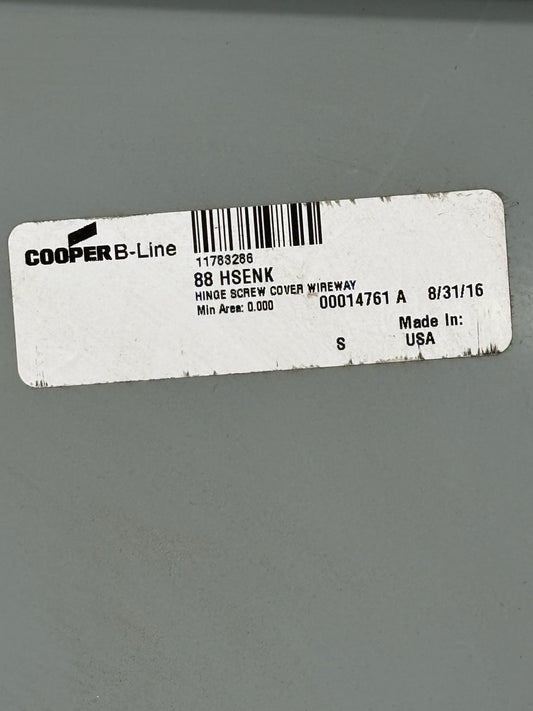 COOPER B-Line
11783286
88 HSENK
HINGE SCREW COVER WIREWAY
Min Area: 0.000
00014761 A 8/31/16
Made In:
S USA